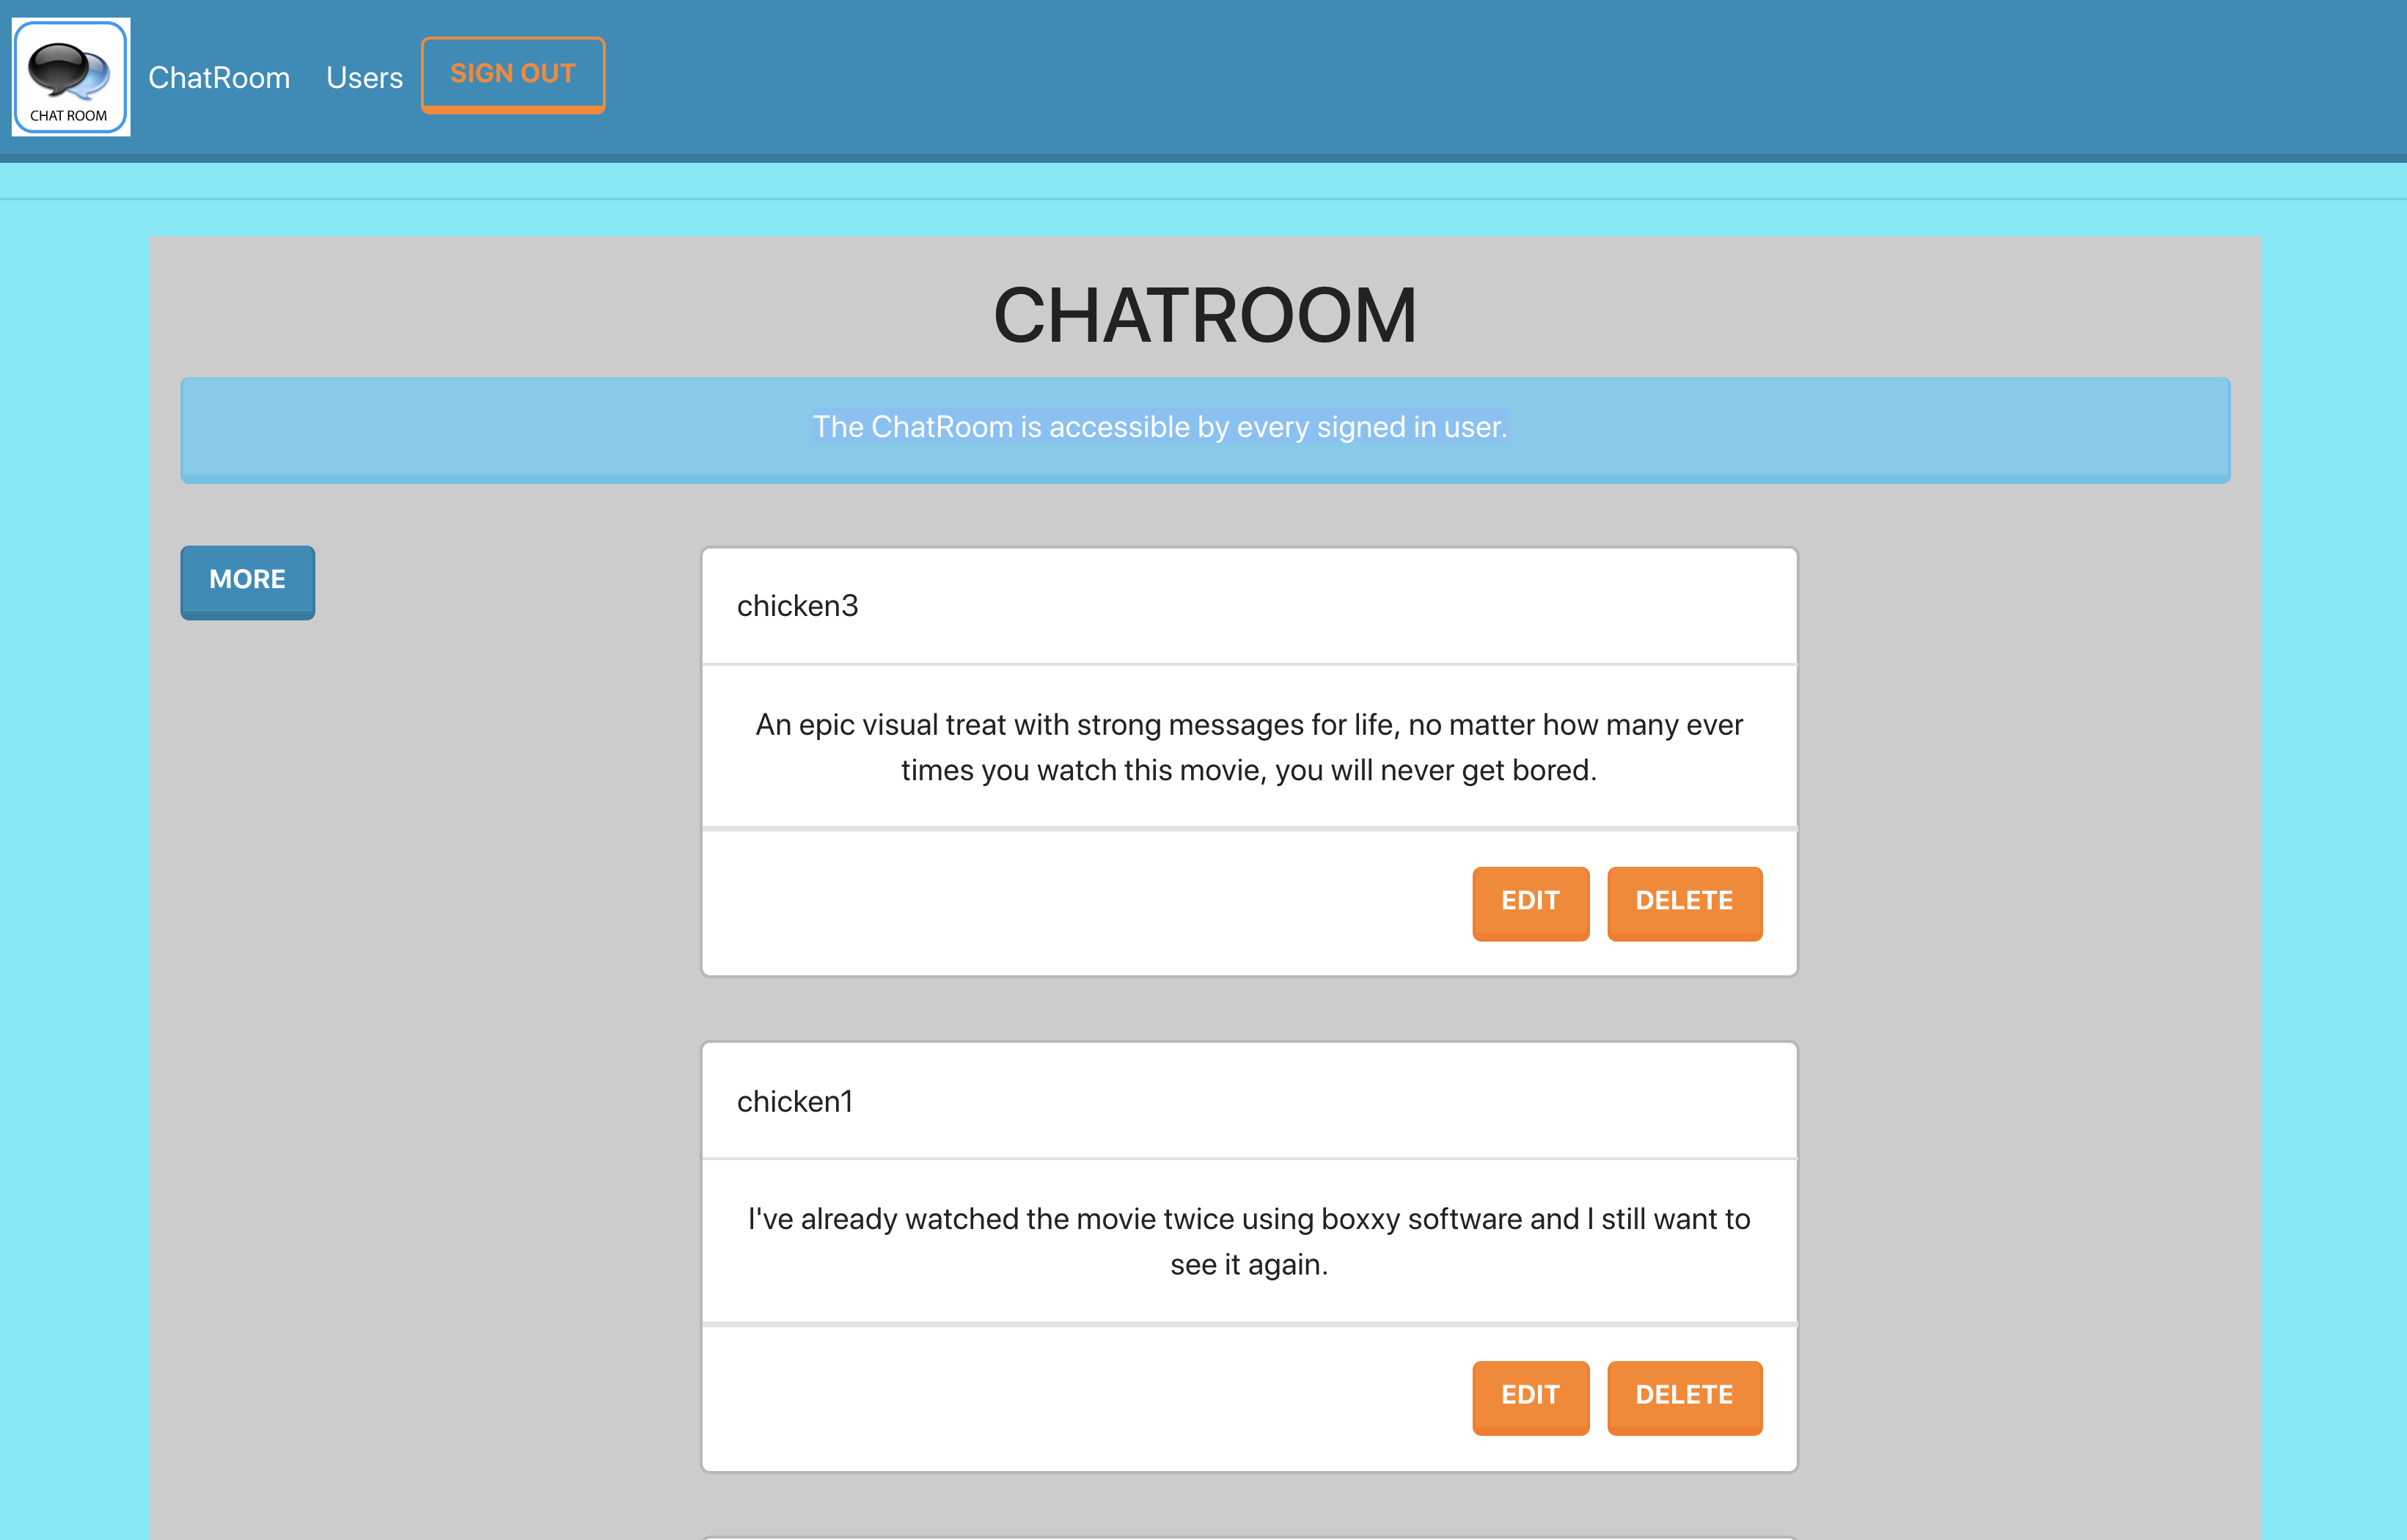 CHAT ROOM
ChatRoom
Users
SIGN OUT
CHATROOM
The ChatRoom is accessible by every signed in user.
MORE
chicken3
An epic visual treat with strong messages for life, no matter how many ever
times you watch this movie, you will never get bored.
EDIT
DELETE
chicken1
I've already watched the movie twice using boxxy software and I still want to
see it again.
EDIT
DELETE